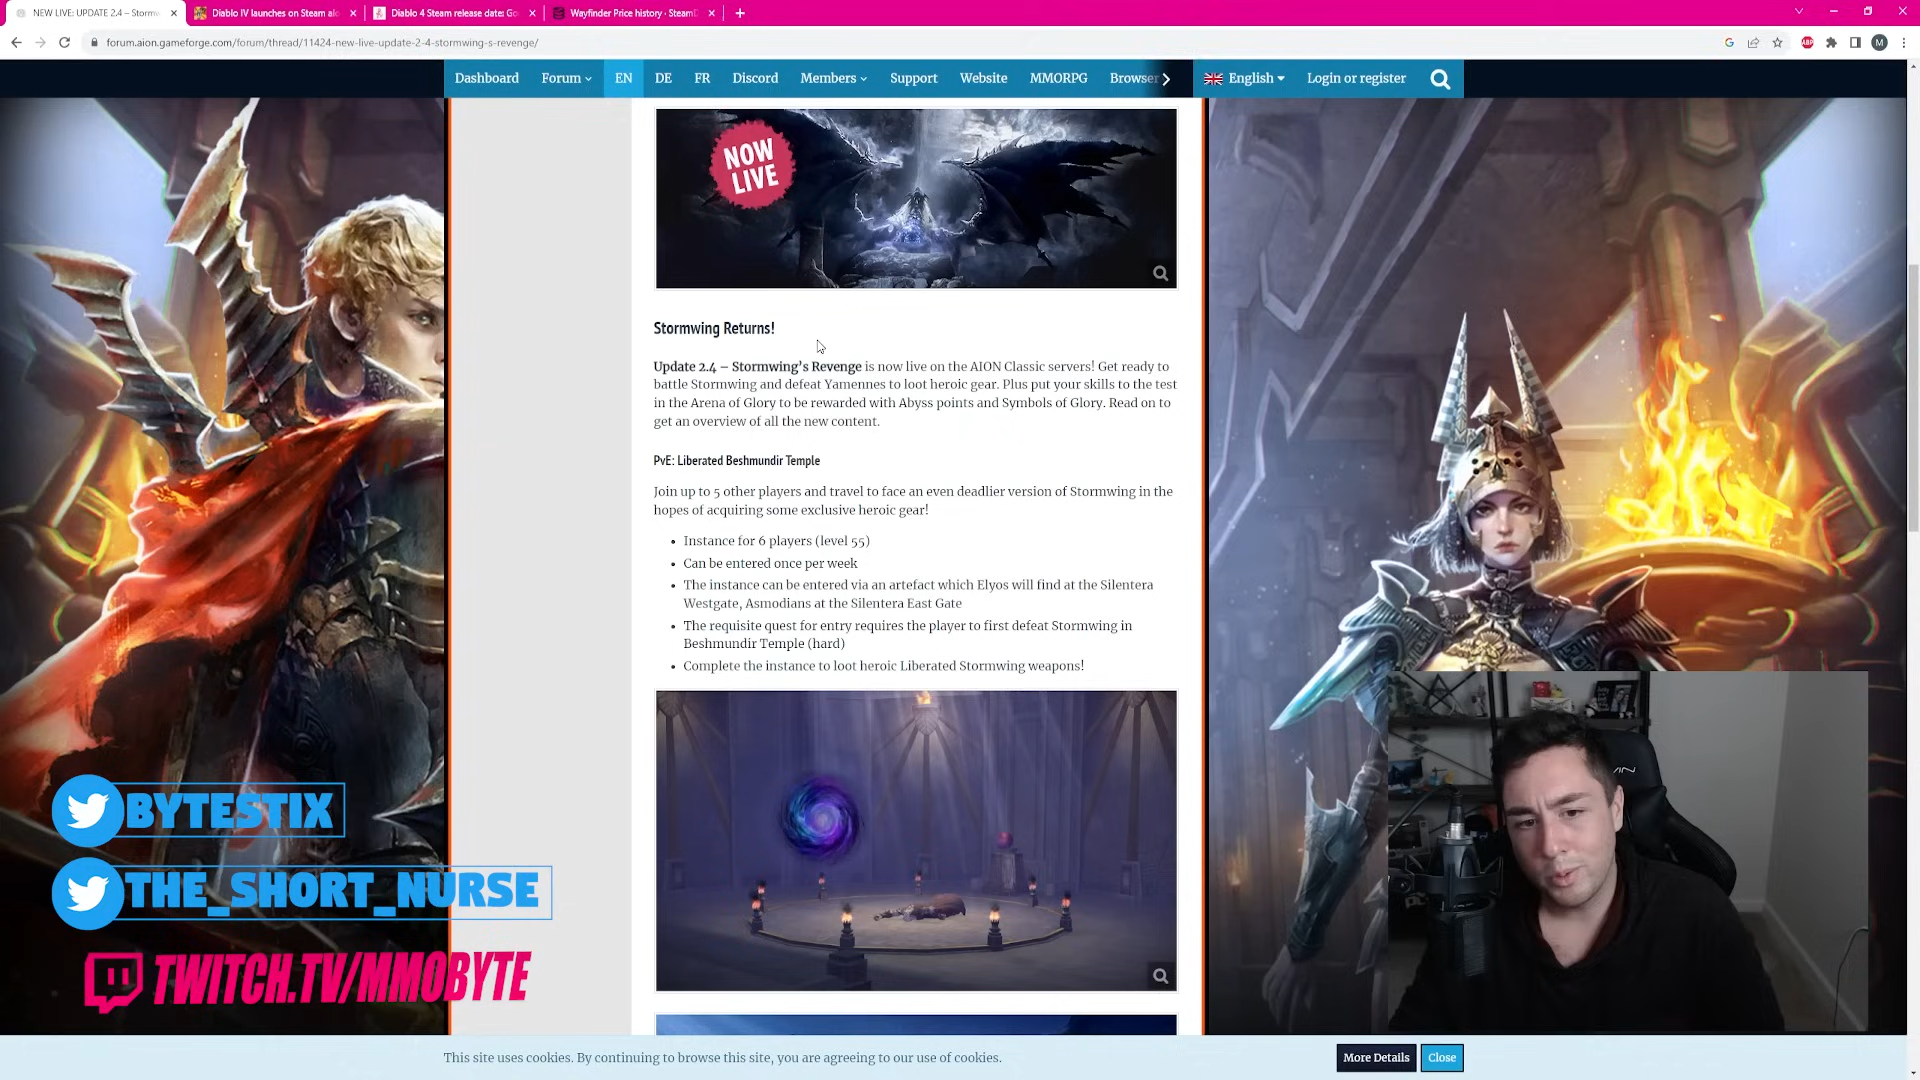 NEW LIVE: UPDATE 2.4 – Stormw
Diablo IV launches on Steam alo
Diablo 4 Steam release date: Go
Wayfinder Price history · SteamD
forum.aion.gameforge.com/forum/thread/11424-new-live-update-2-4-stormwing-s-revenge/
ABP
M
Dashboard Forum EN DE FR Discord Members Support Website MMORPG Browser English Login or register
NOW
LIVE
Stormwing Returns!
Update 2.4 – Stormwing’s Revenge is now live on the AION Classic servers! Get ready to
battle Stormwing and defeat Yamennes to loot heroic gear. Plus put your skills to the test
in the Arena of Glory to be rewarded with Abyss points and Symbols of Glory. Read on to
get an overview of all the new content.
PvE: Liberated Beshmundir Temple
Join up to 5 other players and travel to face an even deadlier version of Stormwing in the
hopes of acquiring some exclusive heroic gear!
• Instance for 6 players (level 55)
• Can be entered once per week
• The instance can be entered via an artefact which Elyos will find at the Silentera
Westgate, Asmodians at the Silentera East Gate
• The requisite quest for entry requires the player to first defeat Stormwing in
Beshmundir Temple (hard)
• Complete the instance to loot heroic Liberated Stormwing weapons!
BYTESTIX
THE_SHORT_NURSE
TWITCH.TV/MMOBYTE
This site uses cookies. By continuing to browse this site, you are agreeing to our use of cookies.
More Details Close